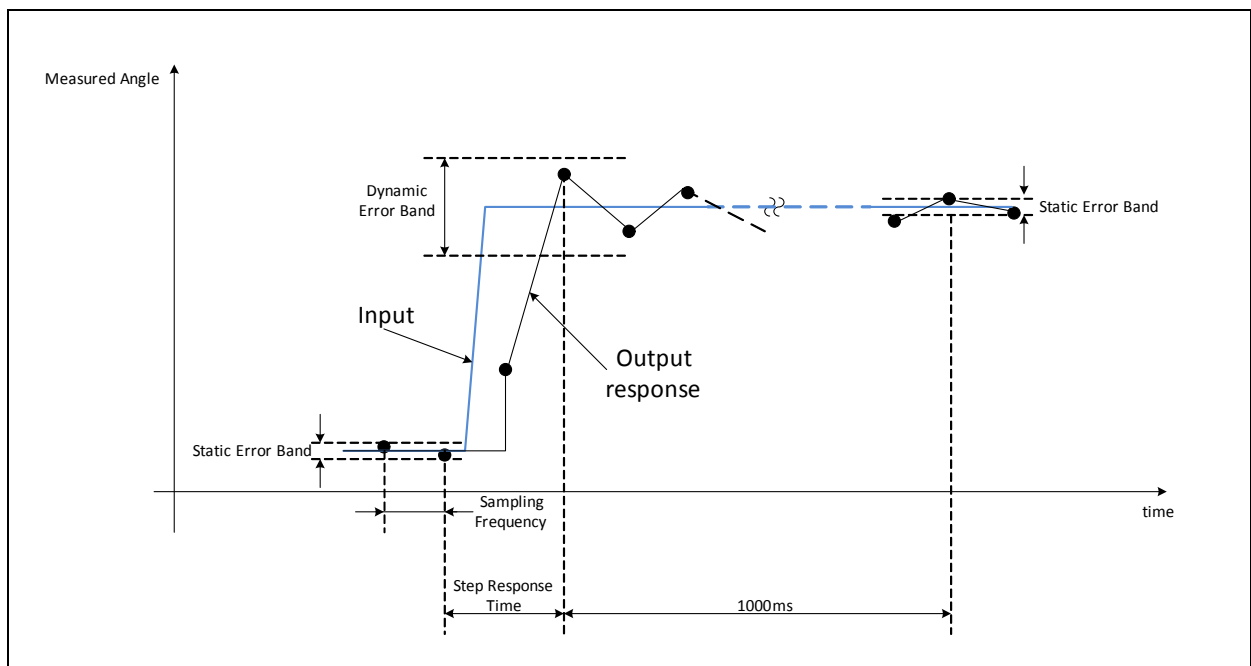 Measured Angle
Dynamic
Error Band
Static Error Band
Input
Output
response
Static Error Band
Sampling
Frequency
time
Step Response
Time
1000ms